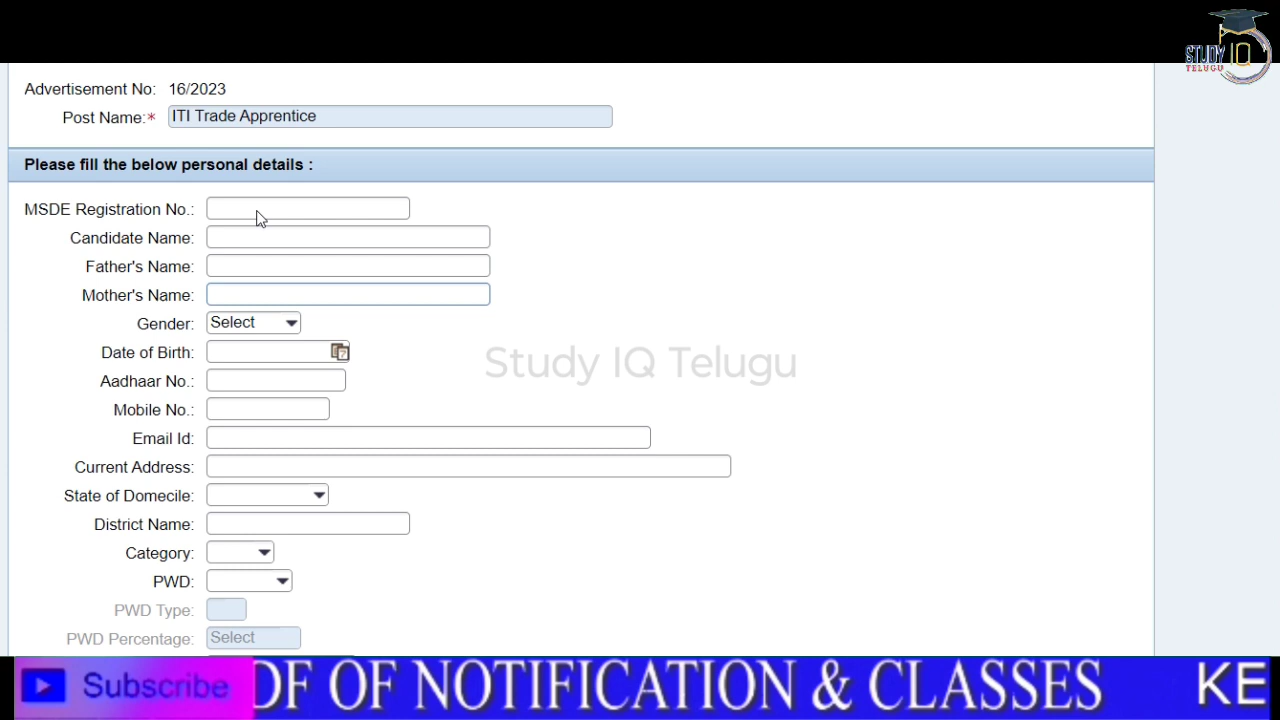 STUDY IQ
TELUGU
Advertisement No: 16/2023
Post Name:* ITI Trade Apprentice
Please fill the below personal details :
MSDE Registration No.:
Candidate Name:
Father's Name:
Mother's Name:
Gender: Select
Date of Birth:
Aadhaar No.:
Mobile No.:
Email Id:
Current Address:
State of Domecile:
District Name:
Category:
PWD:
PWD Type:
PWD Percentage: Select
Study IQ Telugu
Subscribe DF OF NOTIFICATION & CLASSES KE